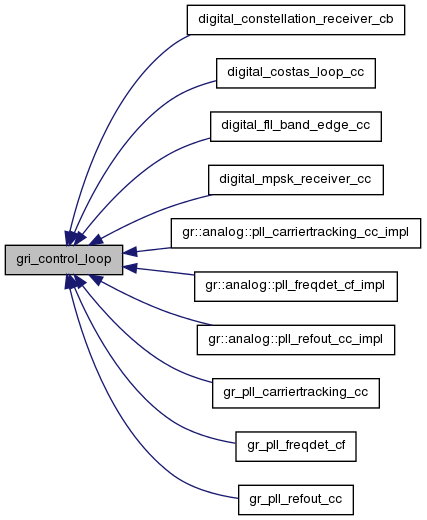 digital_constellation_receiver_cb
digital_costas_loop_cc
digital_fll_band_edge_cc
digital_mpsk_receiver_cc
gr::analog::pll_carriertracking_cc_impl
gri_control_loop
gr::analog::pll_freqdet_cf_impl
gr::analog::pll_refout_cc_impl
gr_pll_carriertracking_cc
gr_pll_freqdet_cf
gr_pll_refout_cc